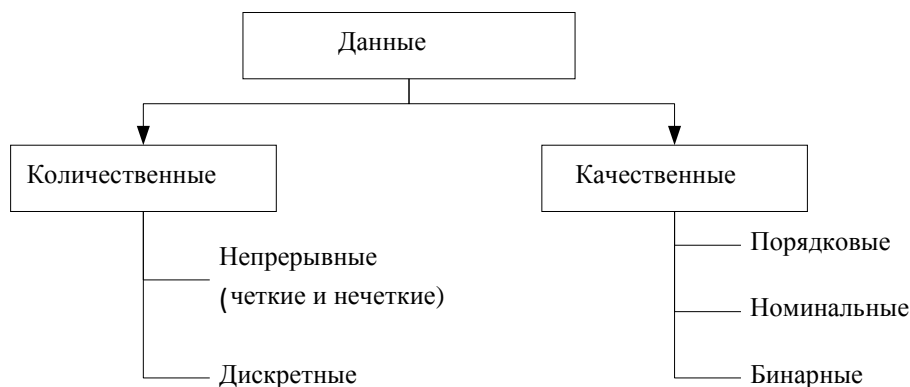 Данные
Количественные
Качественные
Непрерывные
(четкие и нечеткие)
Дискретные
Порядковые
Номинальные
Бинарные